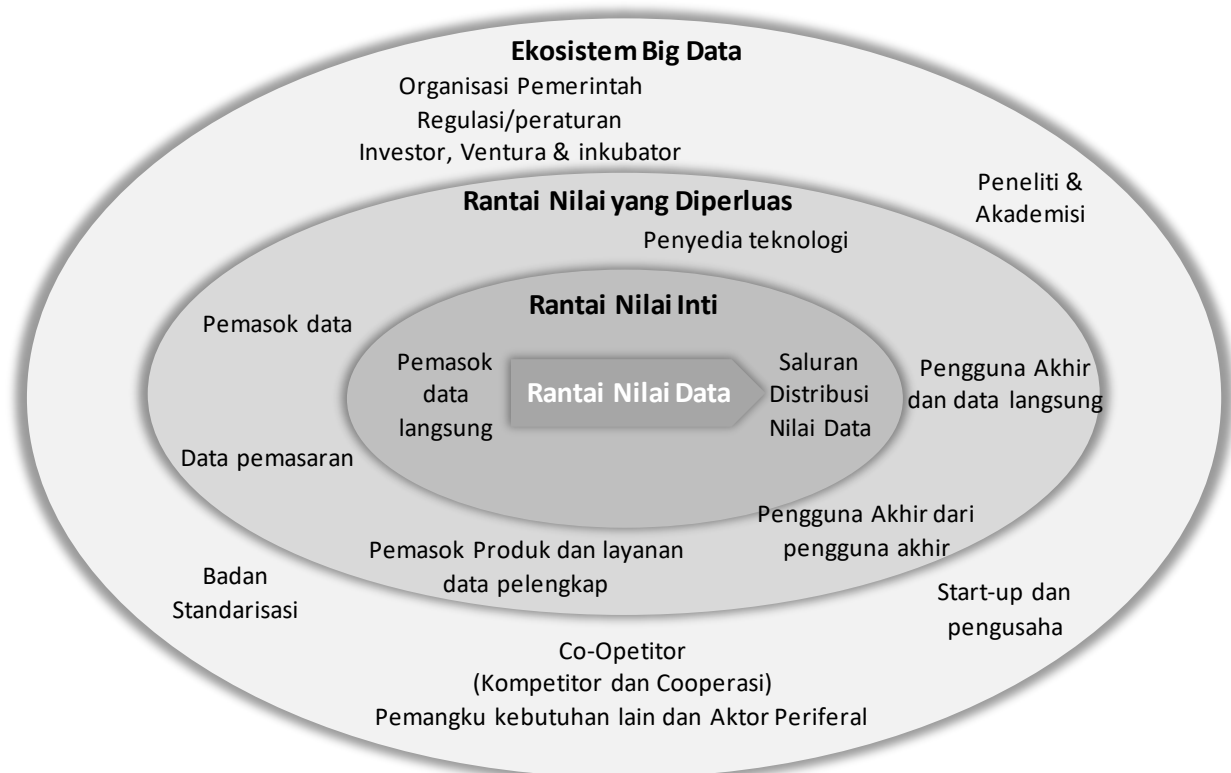 Ekosistem Big Data
Organisasi Pemerintah
Regulasi/peraturan
Investor, Ventura & inkubator
Peneliti &
Akademisi
Rantai Nilai yang Diperluas
Penyedia teknologi
Rantai Nilai Inti
Pemasok data
Pemasok
data
langsung
Rantai Nilai Data
Saluran
Distribusi
Nilai Data
Pengguna Akhir
dan data langsung
Data pemasaran
Pengguna Akhir dari
pengguna akhir
Pemasok Produk dan layanan
data pelengkap
Badan
Standarisasi
Start-up dan
pengusaha
Co-Opetitor
(Kompetitor dan Cooperasi)
Pemangku kebutuhan lain dan Aktor Periferal